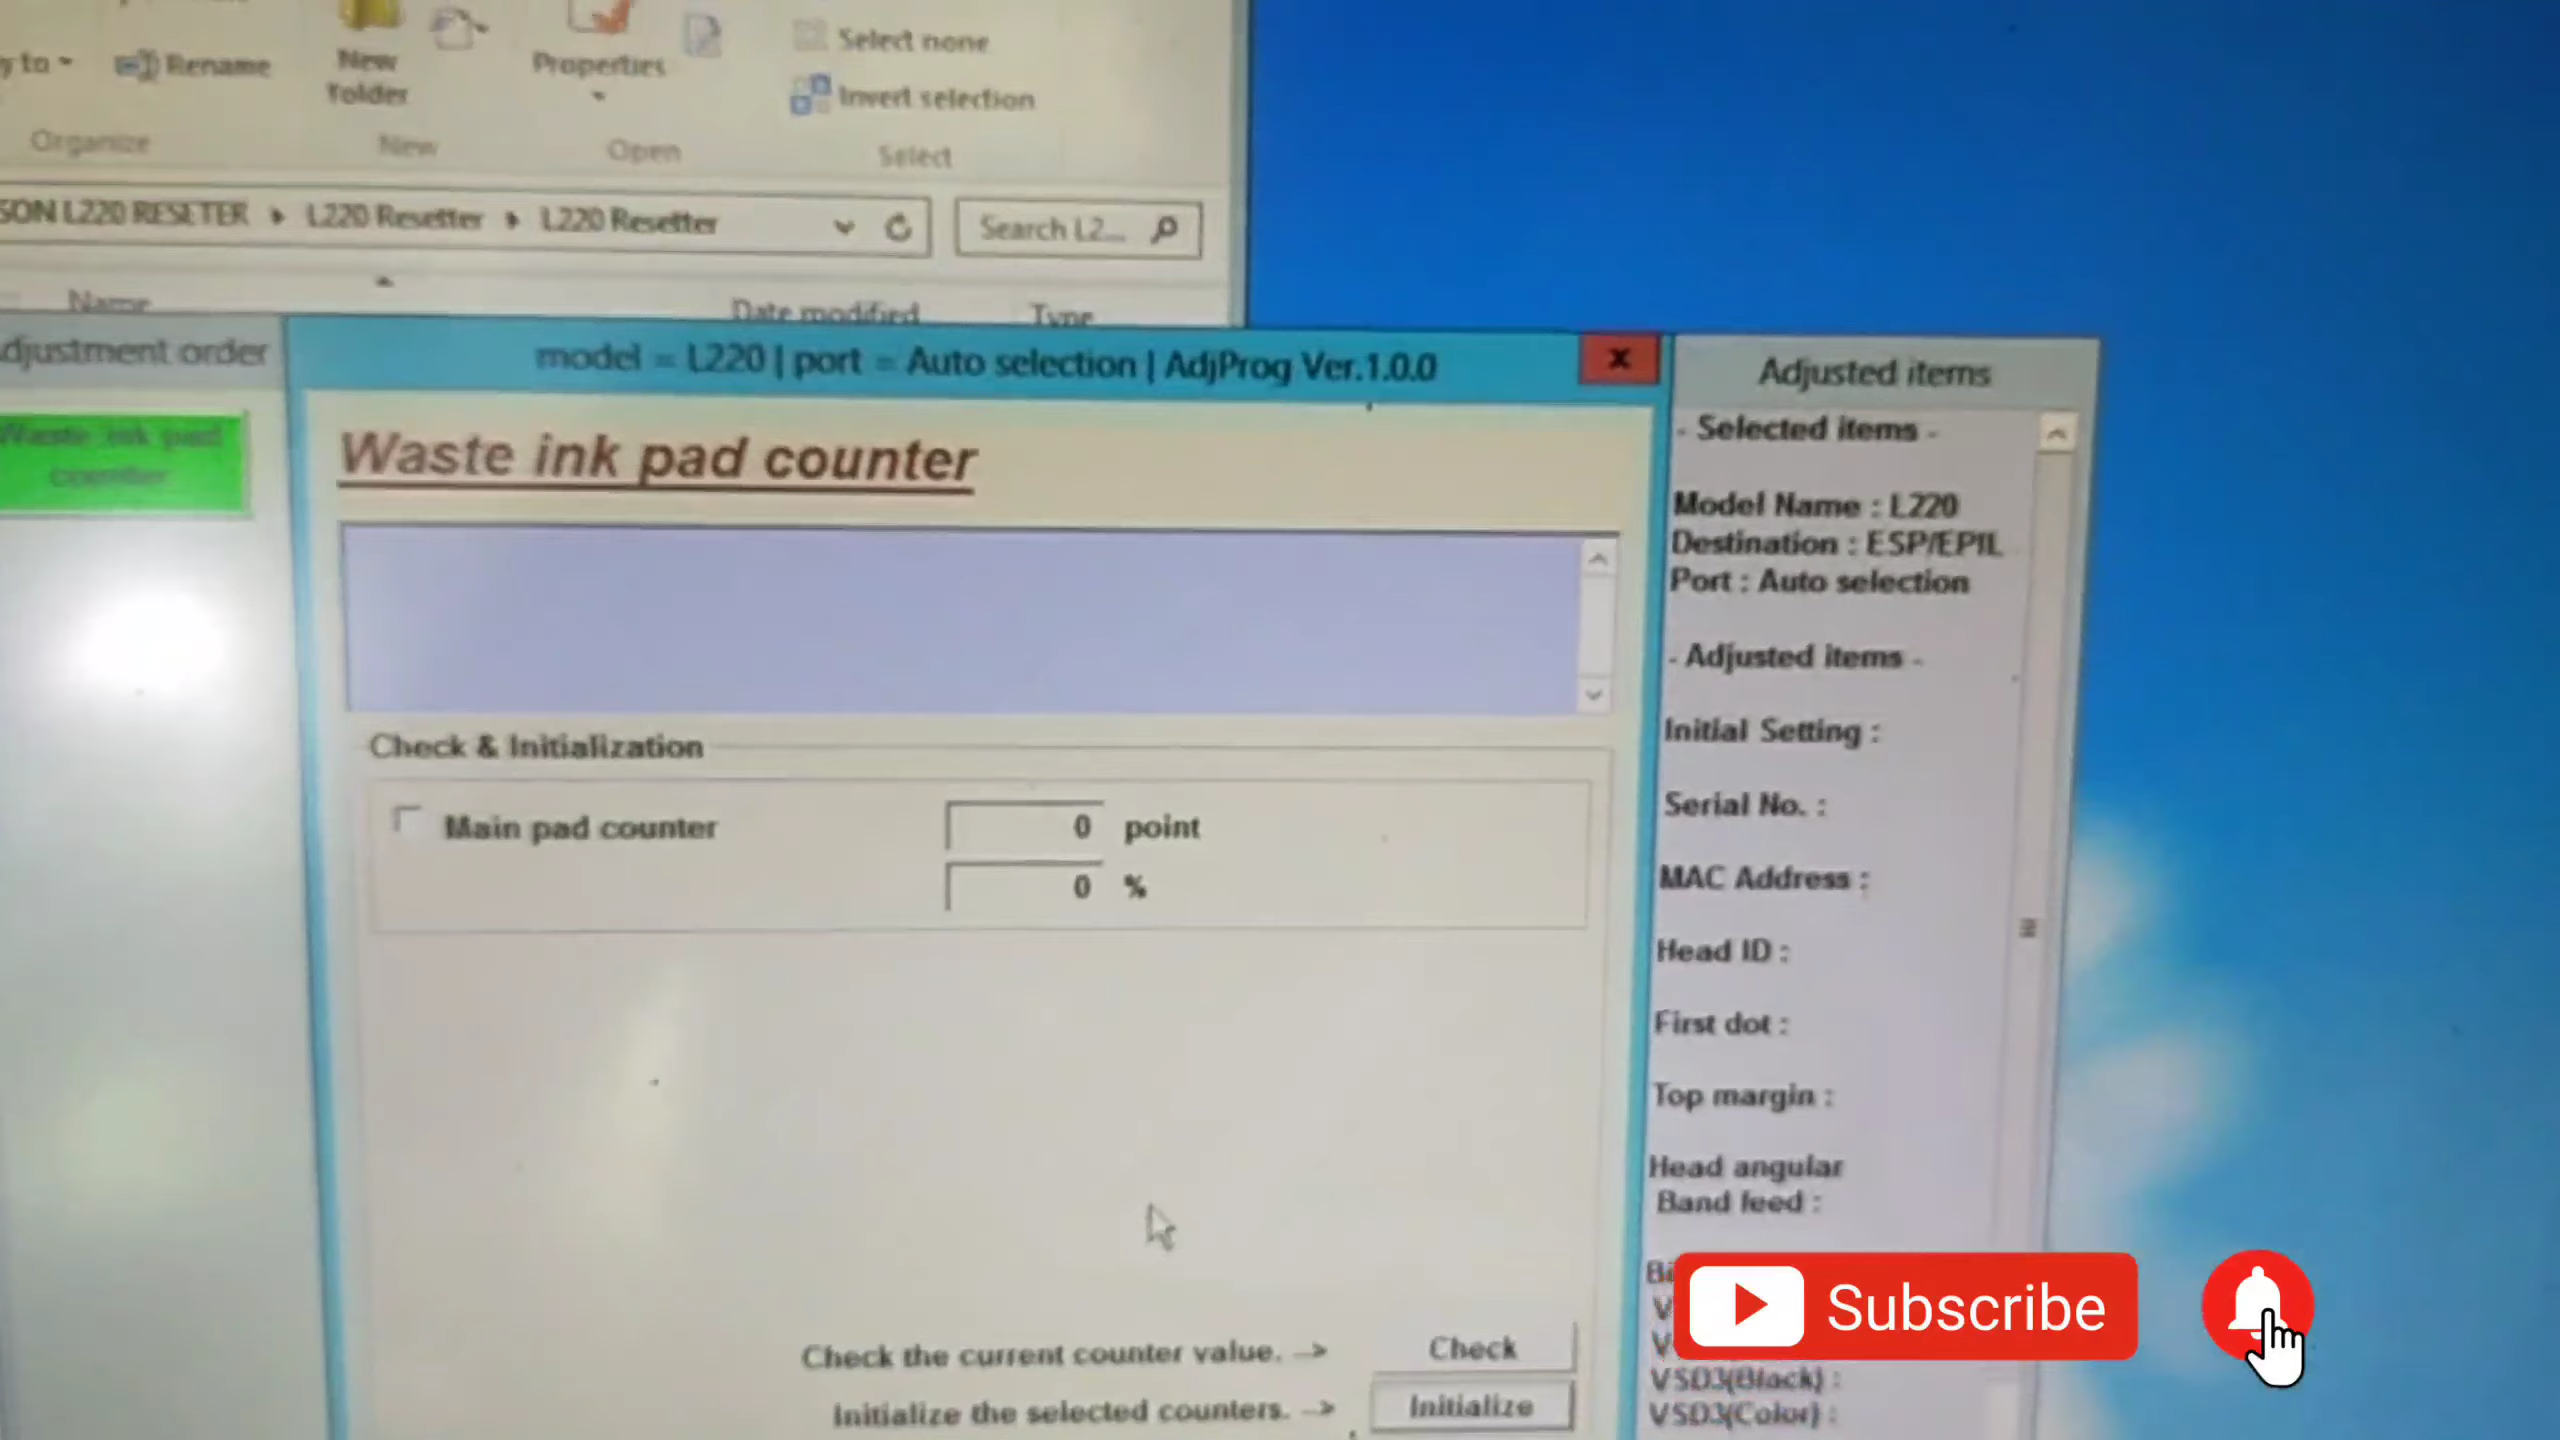 y to
Rename
New
folder
Properties
Select none
Invert selection
Organize
New
Open
Select
SON L220 RESETER
L220 Resetter
L220 Resetter
Search L2...
Name
Date modified
Type
djustment order
Waste ink pad
counter
model = L220 | port = Auto selection | AdjProg Ver.1.0.0
x
Waste ink pad counter
Check & Initialization
Main pad counter
0 point
0 %
Check the current counter value. -->
Check
Initialize the selected counters. -->
Initialize
Adjusted items
- Selected items -
Model Name : L220
Destination : ESP/EPIL
Port : Auto selection
- Adjusted items -
Initial Setting :
Serial No. :
MAC Address :
Head ID :
First dot :
Top margin :
Head angular
Band feed :
Bi
V
V
VSD3(Black) :
VSD3(Color) :
Subscribe